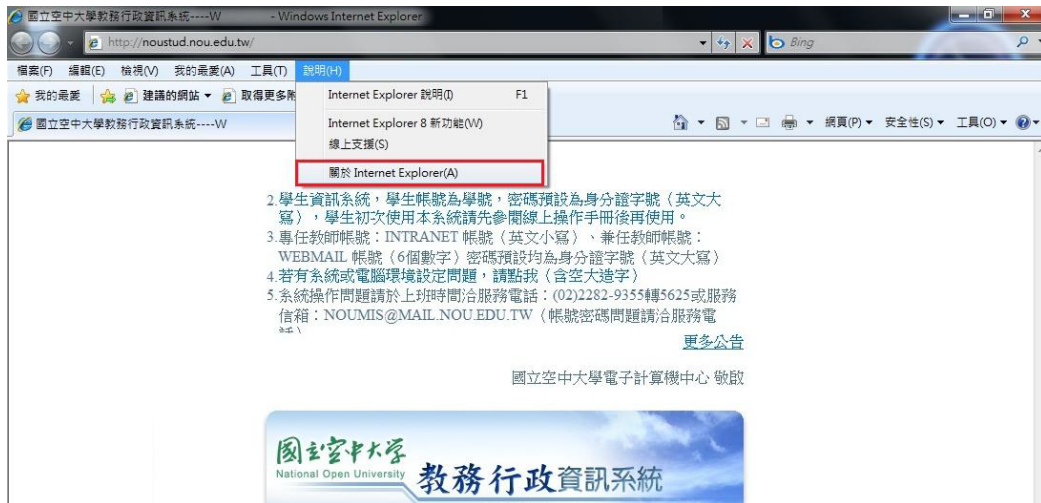 國立空中大學教務行政資訊系統----W - Windows Internet Explorer
http://noustud.nou.edu.tw/ Bing
檔案(F) 編輯(E) 檢視(V) 我的最愛(A) 工具(T) 說明(H)
我的最愛 建議的網站 取得更多附
Internet Explorer 說明(I) F1
Internet Explorer 8 新功能(W)
線上支援(S)
關於 Internet Explorer(A)
國立空中大學教務行政資訊系統----W 網頁(P) 安全性(S) 工具(O)
2.學生資訊系統，學生帳號為學號，密碼預設為身分證字號（英文大
寫），學生初次使用本系統請先參閱線上操作手冊後再使用。
3.專任教師帳號：INTRANET 帳號（英文小寫）、兼任教師帳號：
WEBMAIL 帳號（6個數字）密碼預設均為身分證字號（英文大寫）
4.若有系統或電腦環境設定問題，請點我（含空大造字）
5.系統操作問題請於上班時間洽服務電話：(02)2282-9355轉5625或服務
信箱：NOUMIS@MAIL.NOU.EDU.TW（帳號密碼問題請洽服務電
話）
更多公告
國立空中大學電子計算機中心 敬啟
國立空中大学
National Open University
教務行政資訊系統